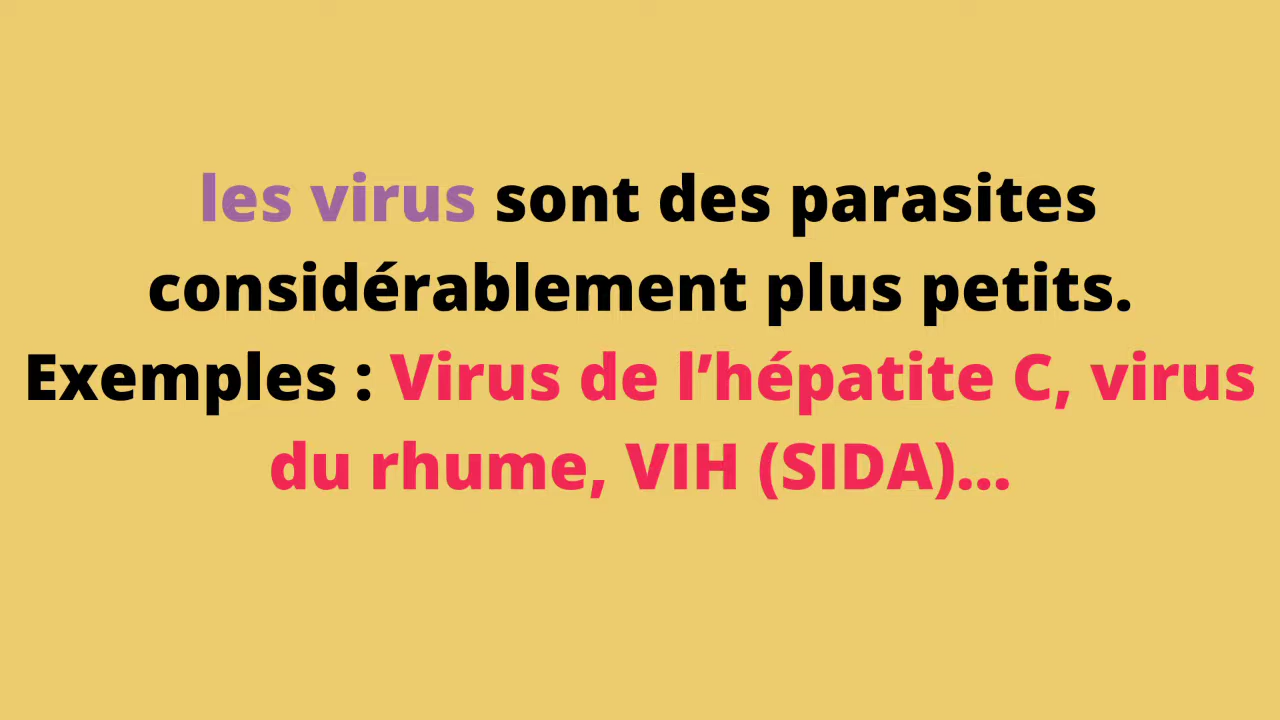 les virus sont des parasites
considérablement plus petits.
Exemples : Virus de l’hépatite C, virus
du rhume, VIH (SIDA)...